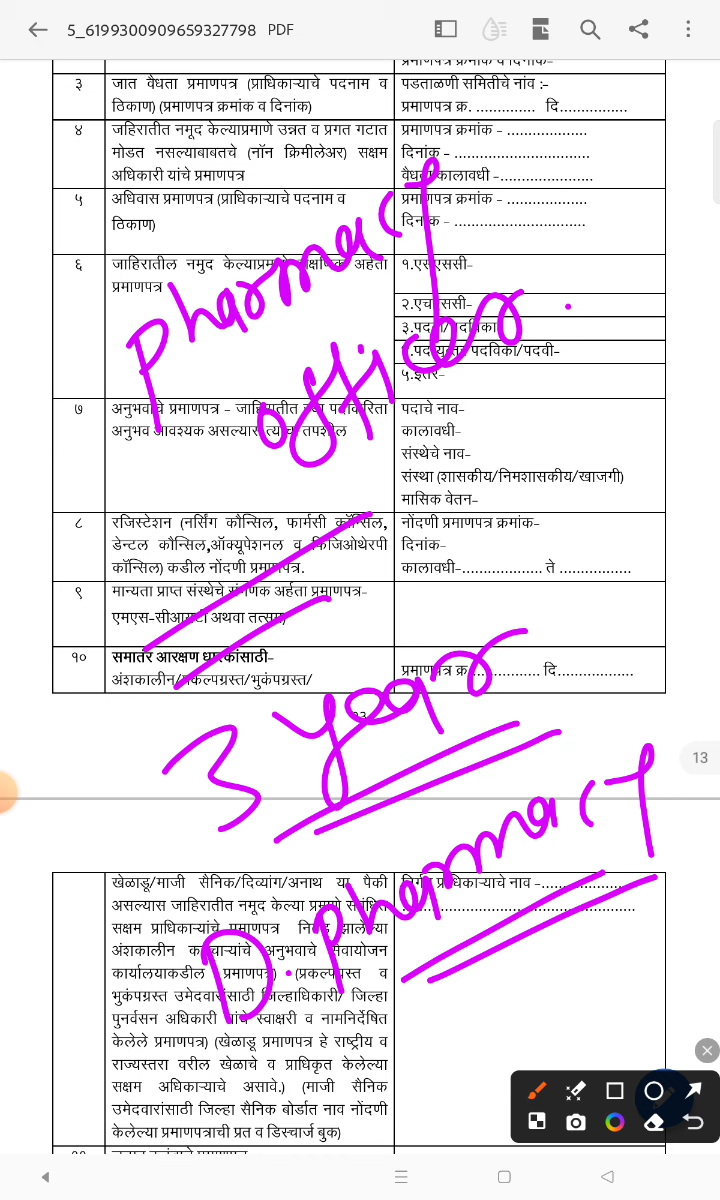 5_6199300909659327798 PDF
प्रमाणपत्र क्रमांक व दिनांक-
३ जात वैधता प्रमाणपत्र (प्राधिकाऱ्याचे पदनाम व ठिकाण) (प्रमाणपत्र क्रमांक व दिनांक)
पडताळणी समितीचे नांव :-
प्रमाणपत्र क्र. .............. दि................
४ जहिरातीत नमूद केल्याप्रमाणे उन्नत व प्रगत गटात
मोडत नसल्याबाबतचे (नॉन क्रिमीलेअर) सक्षम
अधिकारी यांचे प्रमाणपत्र
प्रमाणपत्र क्रमांक - ...................
दिनांक - ................................
वैधता कालावधी -......................
५ अधिवास प्रमाणपत्र (प्राधिकाऱ्याचे पदनाम व
ठिकाण)
प्रमाणपत्र क्रमांक - ...................
दिनांक - ...............................
६ जाहिरातील नमुद केल्याप्रमाणे शैक्षणिक अर्हता
प्रमाणपत्र
१.एसएससी-
२.एचएससी-
३.पदवी/पदविका
पदव्युत्तर पदविका/पदवी-
५.इतर-
pharmacy
officer.
७ अनुभवाचे प्रमाणपत्र - जाहिरातीत
अनुभव आवश्यक असल्यास त्याचा तपशील
पदाचे नाव-
कालावधी-
संस्थेचे नाव-
संस्था (शासकीय/निमशासकीय/खाजगी)
मासिक वेतन-
८ रजिस्टेशन (नर्सिंग कौन्सिल, फार्मसी कॉन्सिल,
डेन्टल कौन्सिल,ऑक्यूपेशनल व फिजिओथेरपी
कॉन्सिल) कडील नोंदणी प्रमाणपत्र.
नोंदणी प्रमाणपत्र क्रमांक-
दिनांक-
कालावधी-................... ते .................
९ मान्यता प्राप्त संस्थेचे संगणक अर्हता प्रमाणपत्र-
एमएस-सीआयटी अथवा तत्सम)
१० समातर आरक्षण धारकांसाठी-
अंशकालीन/प्रकल्पग्रस्त/भुकंपग्रस्त/
प्रमाणपत्र क्र ................ दि..................
3 years
13
D. pharmacy
खेळाडू/माजी सैनिक/दिव्यांग/अनाथ या पैकी
असल्यास जाहिरातीत नमूद केल्या प्रमाणे संबंधित
सक्षम प्राधिकाऱ्यांचे प्रमाणपत्र झालेल्या
अंशकालीन कर्मचाऱ्यांचे अनुभवाचे सेवायोजन
कार्यालयाकडील प्रमाणपत्र) (प्रकल्पग्रस्त व
भुकंपग्रस्त उमेदवारांसाठी जिल्हाधिकारी/ जिल्हा
पुनर्वसन अधिकारी यांचे स्वाक्षरी व नामनिर्देषित
केलेले प्रमाणपत्र) (खेळाडू प्रमाणपत्र हे राष्ट्रीय व
राज्यस्तरा वरील खेळाचे व प्राधिकृत केलेल्या
सक्षम अधिकाऱ्याचे असावे.) (माजी सैनिक
उमेदवारांसाठी जिल्हा सैनिक बोर्डात नाव नोंदणी
केलेल्या प्रमाणपत्राची प्रत व डिस्चार्ज बुक)
निर्गम प्राधिकाऱ्याचे नाव -....................